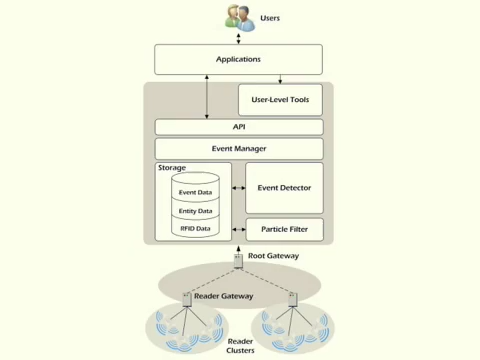 Users
Applications
User-Level Tools
API
Event Manager
Storage
Event Data
Entity Data
RFID Data
Event Detector
Particle Filter
Root Gateway
Reader Gateway
Reader
Clusters